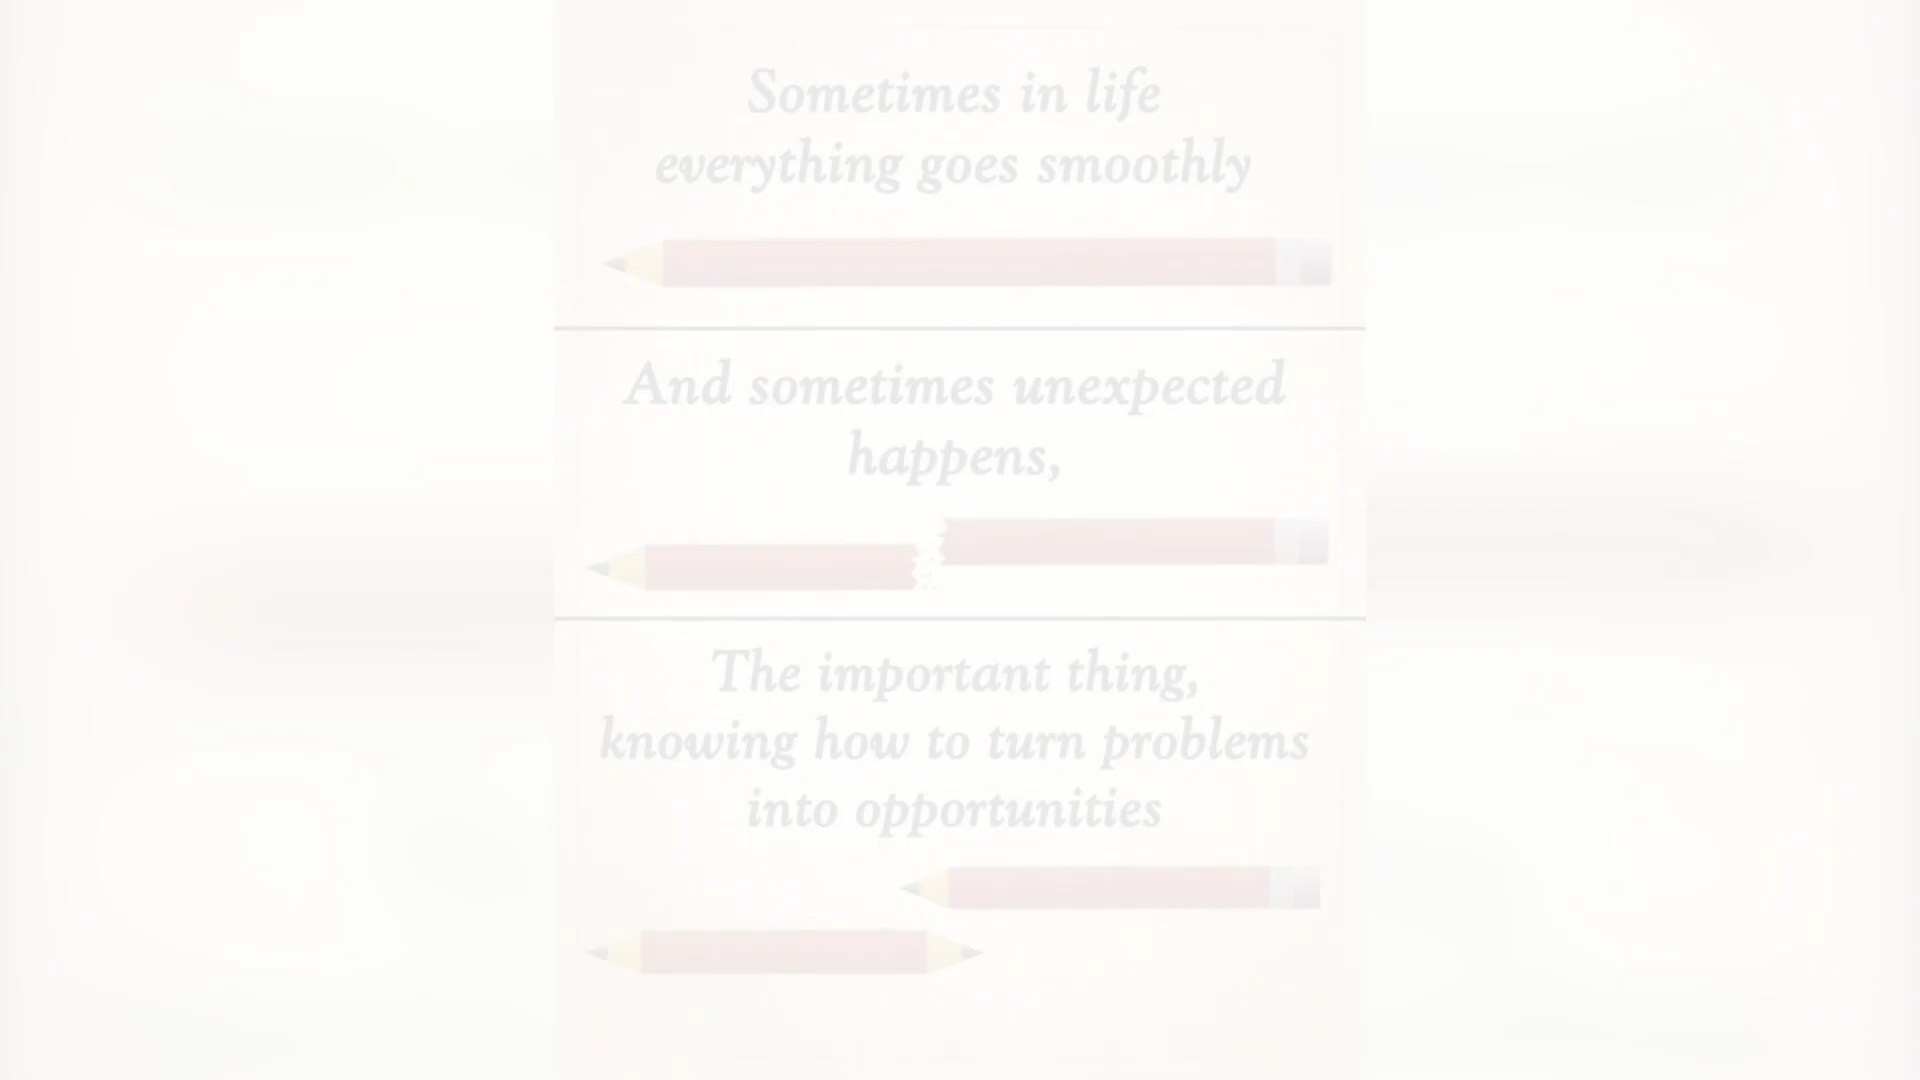 Sometimes in life
everything goes smoothly
And sometimes unexpected
happens,
The important thing,
knowing how to turn problems
into opportunities